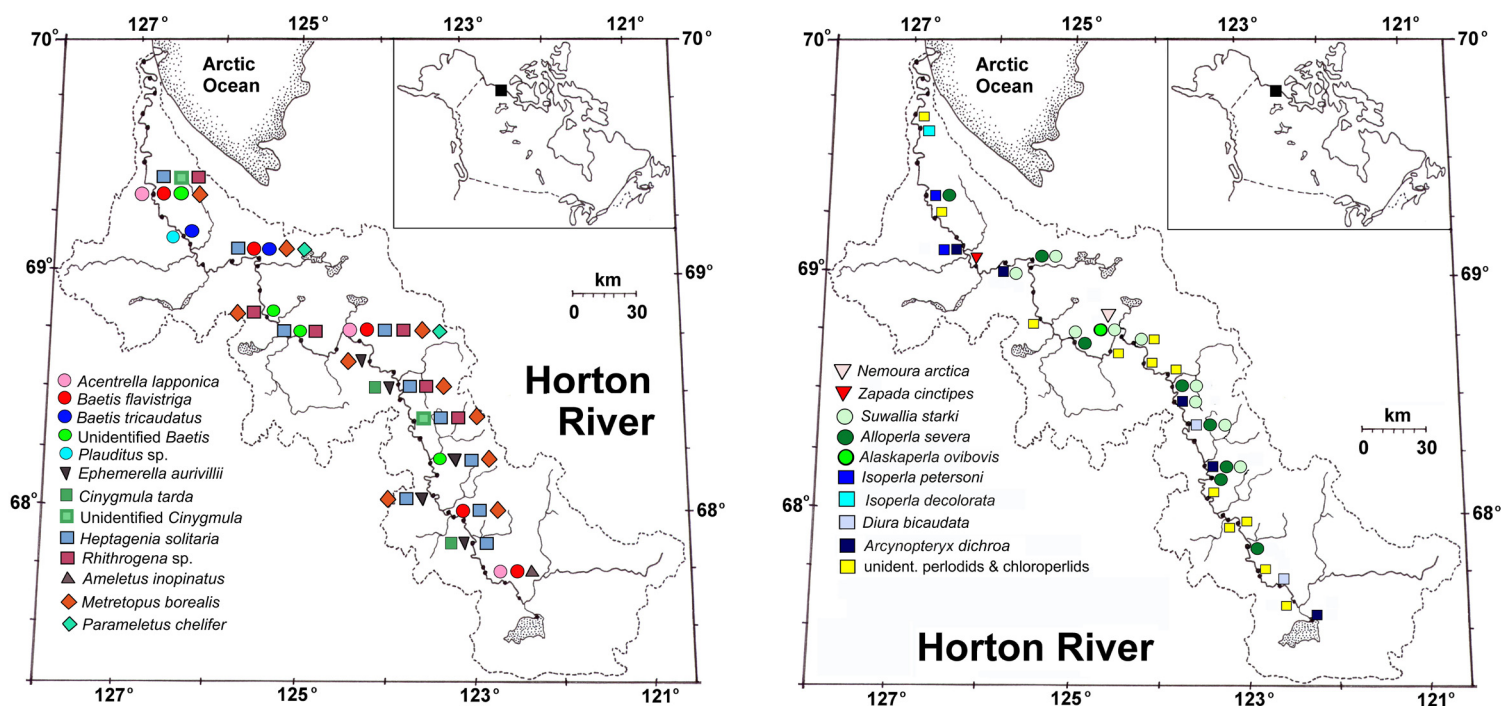 127° 125° 123° 121°
70° 70°
Arctic
Ocean
69° 69°
km
0 30
Acentrella lapponica
Baetis flavistriga
Baetis tricaudatus
Unidentified Baetis
Plauditus sp.
Ephemerella aurivillii
Cinygmula tarda
Unidentified Cinygmula
Heptagenia solitaria
Rhithrogena sp.
Ameletus inopinatus
Metretopus borealis
Parameletus chelifer
Horton
River
68° 68°
127° 125° 123° 121°
127° 125° 123° 121°
70° 70°
Arctic
Ocean
69° 69°
Nemoura arctica
Zapada cinctipes
Suwallia starki
Alloperla severa
Alaskaperla ovibovis
Isoperla petersoni
Isoperla decolorata
Diura bicaudata
Arcynopteryx dichroa
unident. perlodids & chloroperlids
km
0 30
68° 68°
Horton River
127° 125° 123° 121°